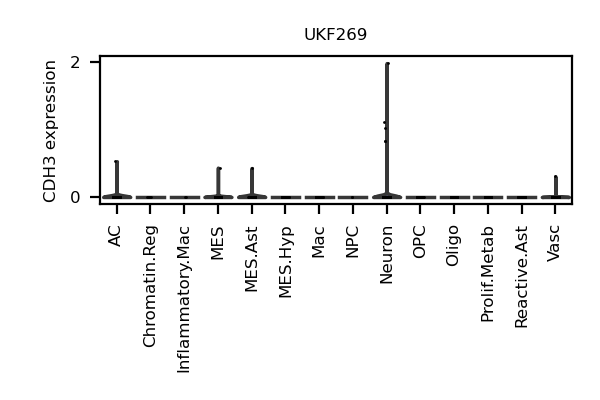 UKF269
CDH3 expression
2
0
AC
Chromatin.Reg
Inflammatory.Mac
MES
MES.Ast
MES.Hyp
Mac
NPC
Neuron
OPC
Oligo
Prolif.Metab
Reactive.Ast
Vasc